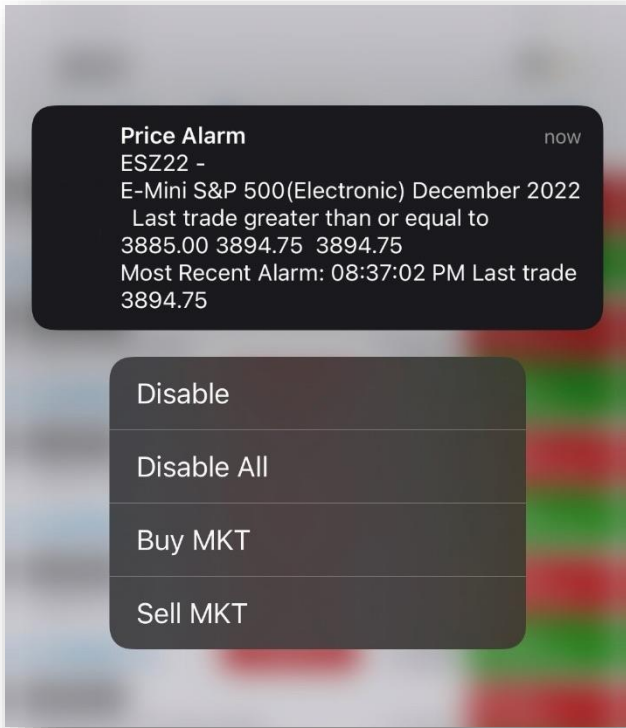 Price Alarm now
ESZ22 -
E-Mini S&P 500(Electronic) December 2022
Last trade greater than or equal to
3885.00 3894.75  3894.75
Most Recent Alarm: 08:37:02 PM Last trade
3894.75
Disable
Disable All
Buy MKT
Sell MKT